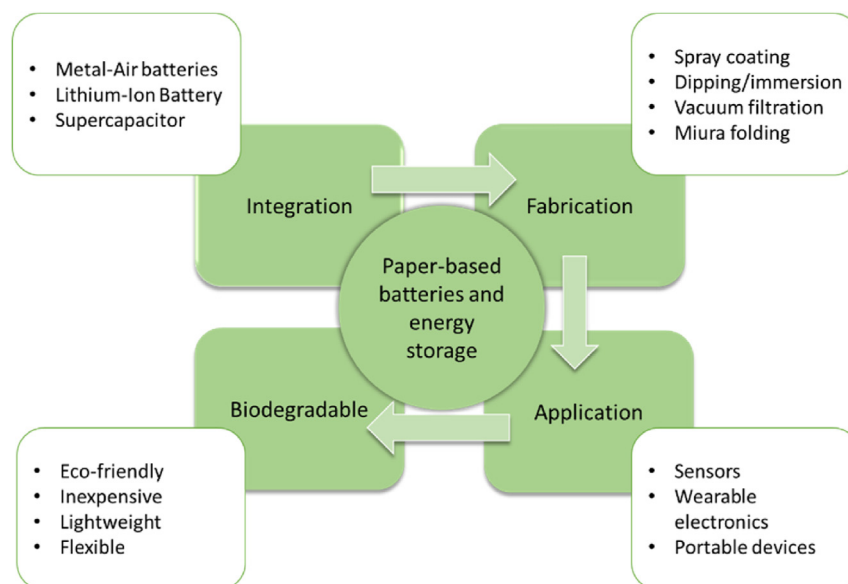 • Metal-Air batteries
• Lithium-Ion Battery
• Supercapacitor
• Spray coating
• Dipping/immersion
• Vacuum filtration
• Miura folding
Integration
Fabrication
Paper-based
batteries and
energy
storage
Biodegradable
Application
• Eco-friendly
• Inexpensive
• Lightweight
• Flexible
• Sensors
• Wearable
electronics
• Portable devices